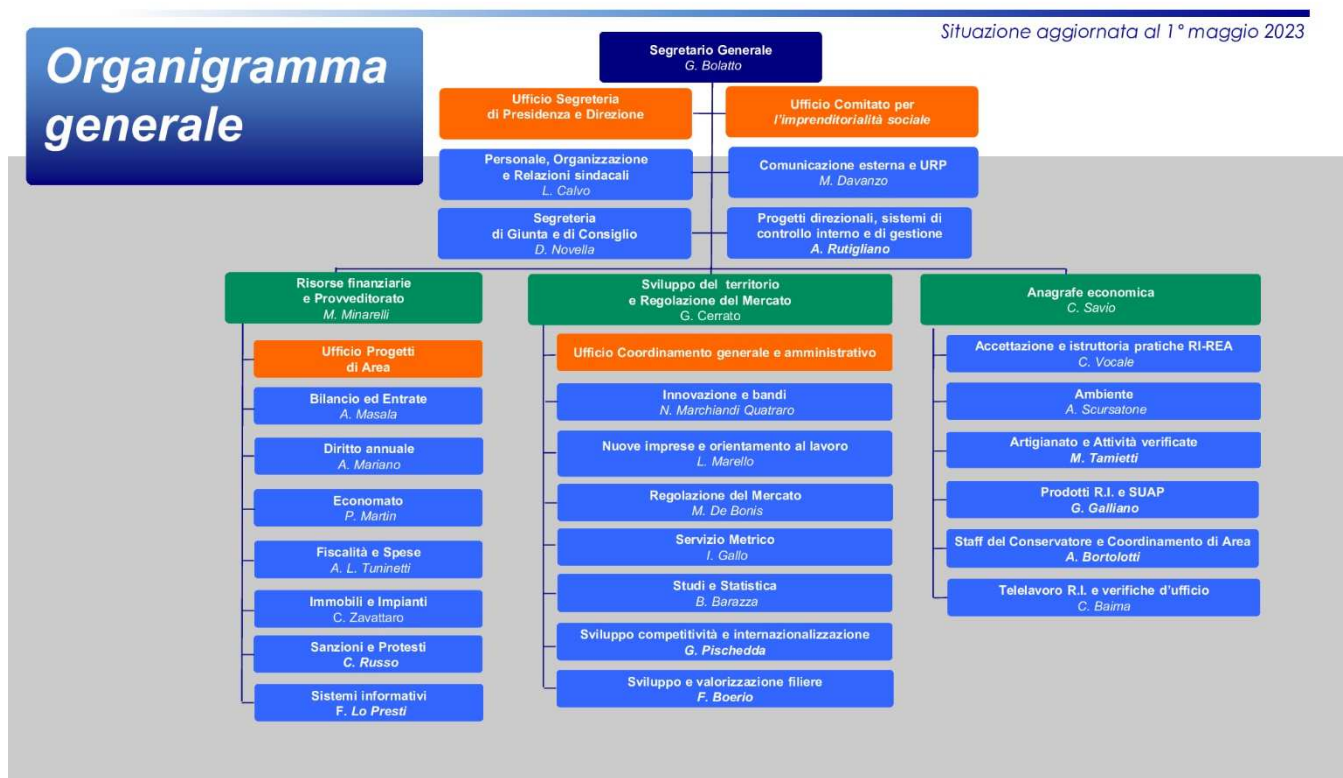 Situazione aggiornata al 1° maggio 2023
Organigramma
generale
Segretario Generale
G. Bolatto
Ufficio Segreteria
di Presidenza e Direzione
Ufficio Comitato per
l'imprenditorialità sociale
Personale, Organizzazione
e Relazioni sindacali
L. Calvo
Comunicazione esterna e URP
M. Davanzo
Segreteria
di Giunta e di Consiglio
D. Novella
Progetti direzionali, sistemi di
controllo interno e di gestione
A. Rutigliano
Risorse finanziarie
e Provveditorato
M. Minarelli
Ufficio Progetti
di Area
Bilancio ed Entrate
A. Masala
Diritto annuale
A. Mariano
Economato
P. Martin
Fiscalità e Spese
A. L. Tuninetti
Immobili e Impianti
C. Zavattaro
Sanzioni e Protesti
C. Russo
Sistemi informativi
F. Lo Presti
Sviluppo del territorio
e Regolazione del Mercato
G. Cerrato
Ufficio Coordinamento generale e amministrativo
Innovazione e bandi
N. Marchiandi Quatraro
Nuove imprese e orientamento al lavoro
L. Marello
Regolazione del Mercato
M. De Bonis
Servizio Metrico
I. Gallo
Studi e Statistica
B. Barazza
Sviluppo competitività e internazionalizzazione
G. Pischedda
Sviluppo e valorizzazione filiere
F. Boerio
Anagrafe economica
C. Savio
Accettazione e istruttoria pratiche RI-REA
C. Vocale
Ambiente
A. Scursatone
Artigianato e Attività verificate
M. Tamietti
Prodotti R.I. e SUAP
G. Galliano
Staff del Conservatore e Coordinamento di Area
A. Bortolotti
Telelavoro R.I. e verifiche d'ufficio
C. Baima